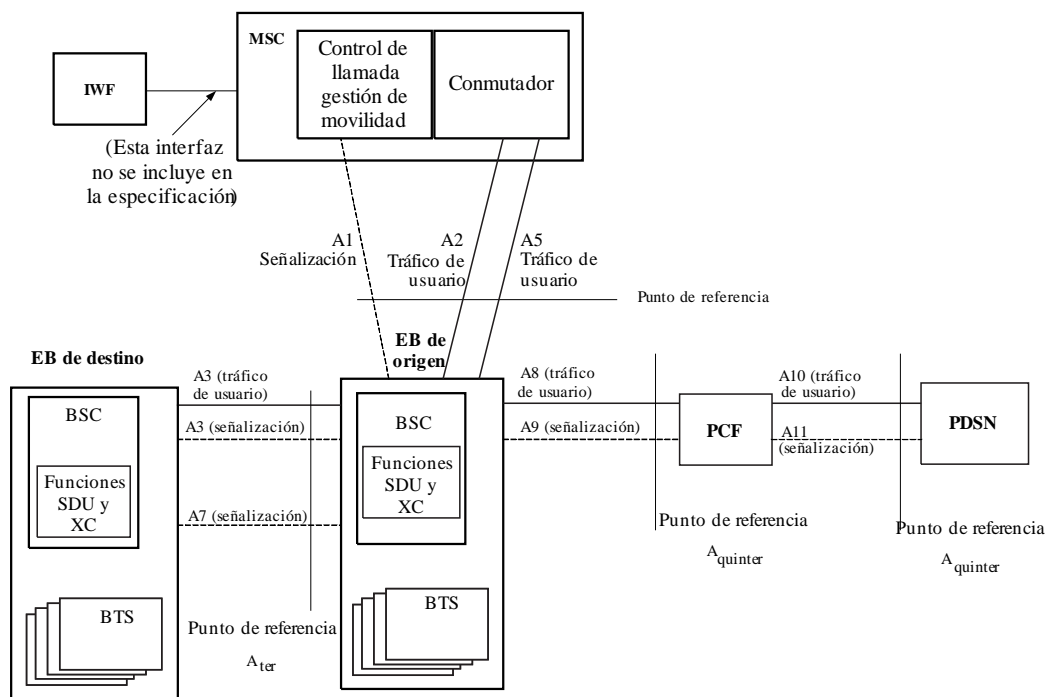 MSC
Control de
llamada
gestión de
movilidad
Conmutador
IWF
(Esta interfaz
no se incluye en
la especificación)
A1
Señalización
A2
Tráfico de
usuario
A5
Tráfico de
usuario
Punto de referencia
EB de destino
EB de
origen
A3 (tráfico
de usuario)
A3 (señalización)
A7 (señalización)
BSC
Funciones
SDU y
XC
BTS
BSC
Funciones
SDU y
XC
BTS
Punto de referencia
A ter
A8 (tráfico
de usuario)
A9 (señalización)
PCF
A10 (tráfico
de usuario)
A11
(señalización)
PDSN
Punto de referencia
A quinter
Punto de referencia
A quinter